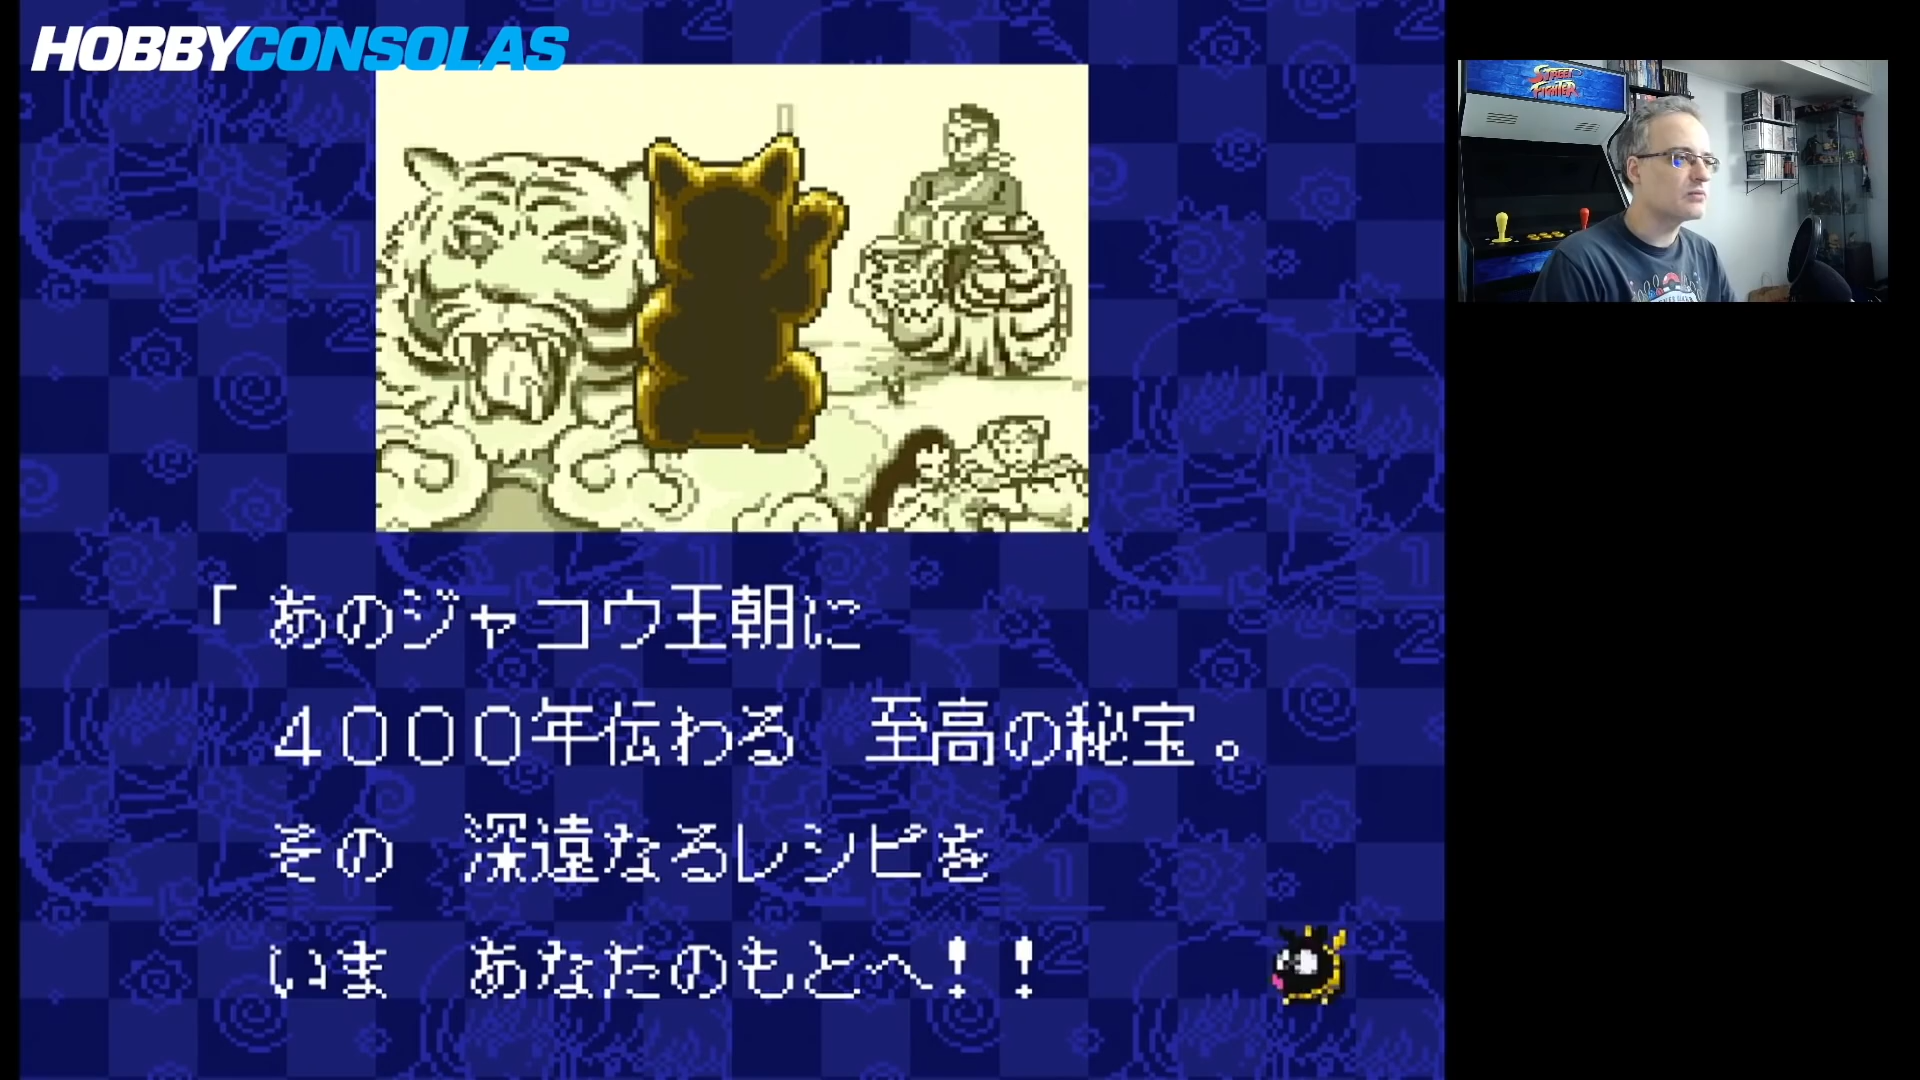 HOBBYCONSOLAS
STREET FIGHTER
「あのジャコウ王朝に
4000年伝わる 至高の秘宝。
その 深遠なるレシピを
いま あなたのもとへ！！